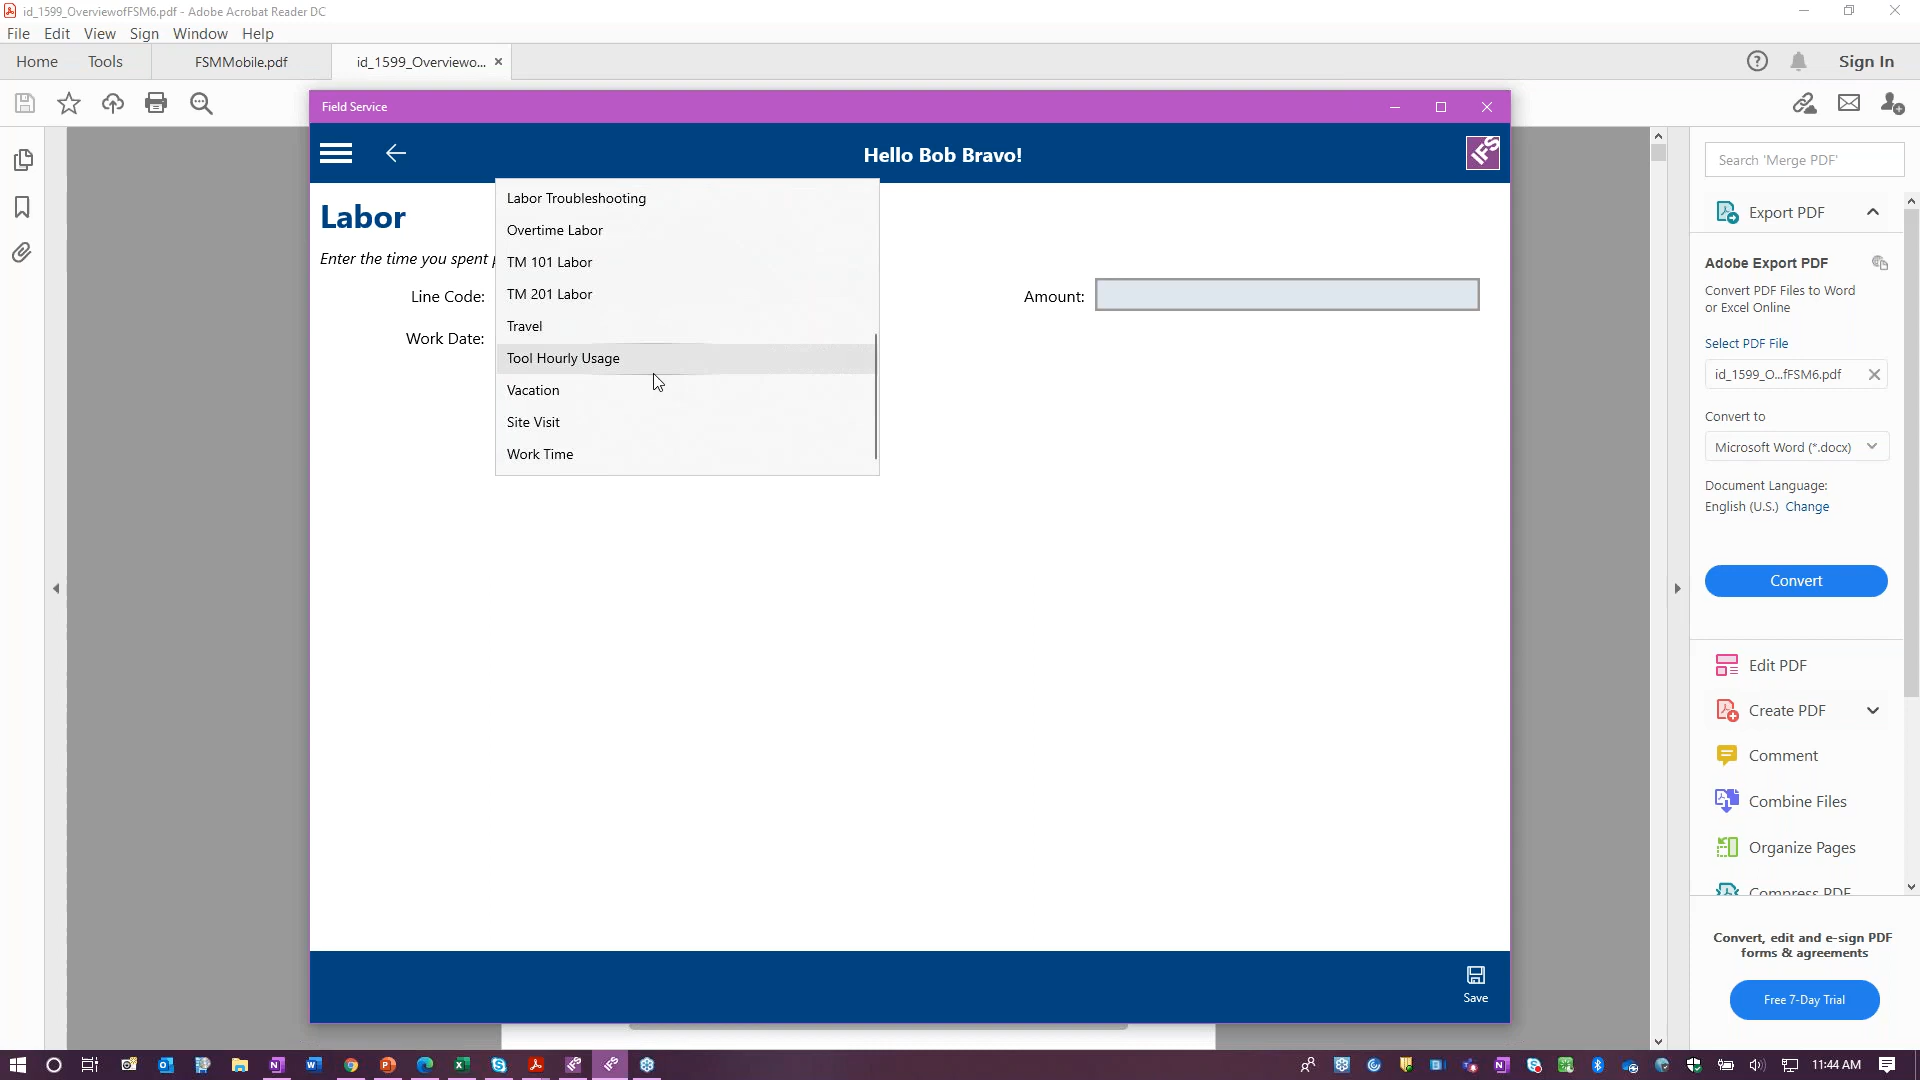 id_1599_OverviewofFSM6.pdf - Adobe Acrobat Reader DC
File Edit View Sign Window Help
Home Tools FSMMobile.pdf id_1599_Overviewo... Sign In
Field Service
Hello Bob Bravo!
IFS
Labor
Enter the time you spent
Line Code:
Work Date:
Labor Troubleshooting
Overtime Labor
TM 101 Labor
TM 201 Labor
Travel
Tool Hourly Usage
Vacation
Site Visit
Work Time
Amount:
Save
Search 'Merge PDF'
Export PDF
Adobe Export PDF
Convert PDF Files to Word
or Excel Online
Select PDF File
id_1599_O...fFSM6.pdf
Convert to
Microsoft Word (*.docx)
Document Language:
English (U.S.) Change
Convert
Edit PDF
Create PDF
Comment
Combine Files
Organize Pages
Compress PDF
Convert, edit and e-sign PDF
forms & agreements
Free 7-Day Trial
11:44 AM